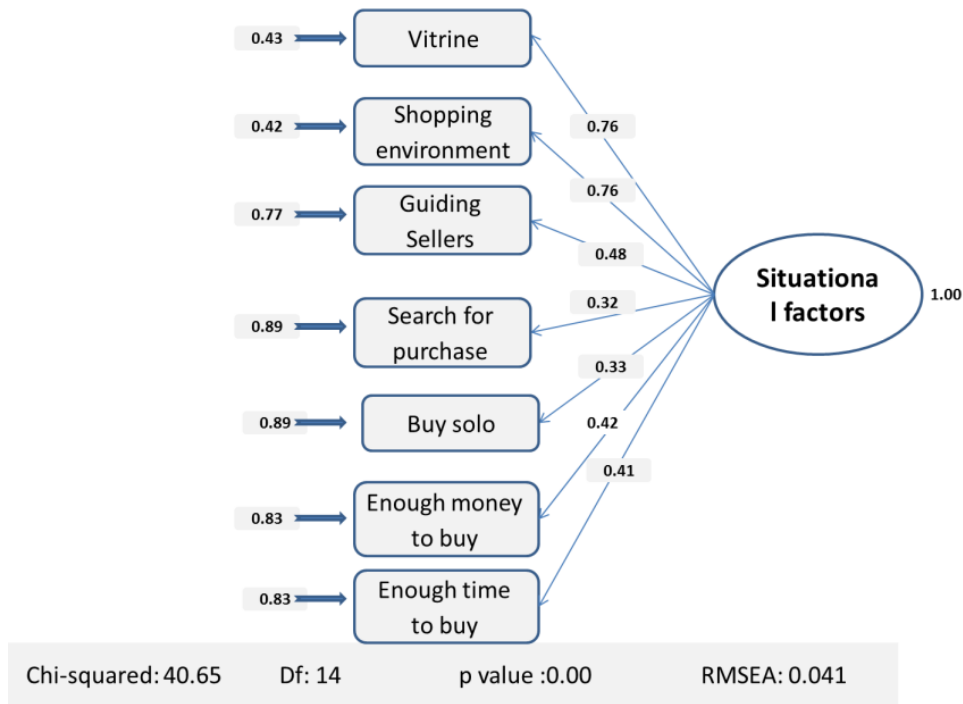 0.43
Vitrine
0.42
Shopping
environment
0.76
0.77
Guiding
Sellers
0.76
0.48
Situationa
l factors
1.00
0.89
Search for
purchase
0.32
0.33
0.89
Buy solo
0.42
0.41
0.83
Enough money
to buy
0.83
Enough time
to buy
Chi-squared: 40.65 Df: 14 p value :0.00 RMSEA: 0.041